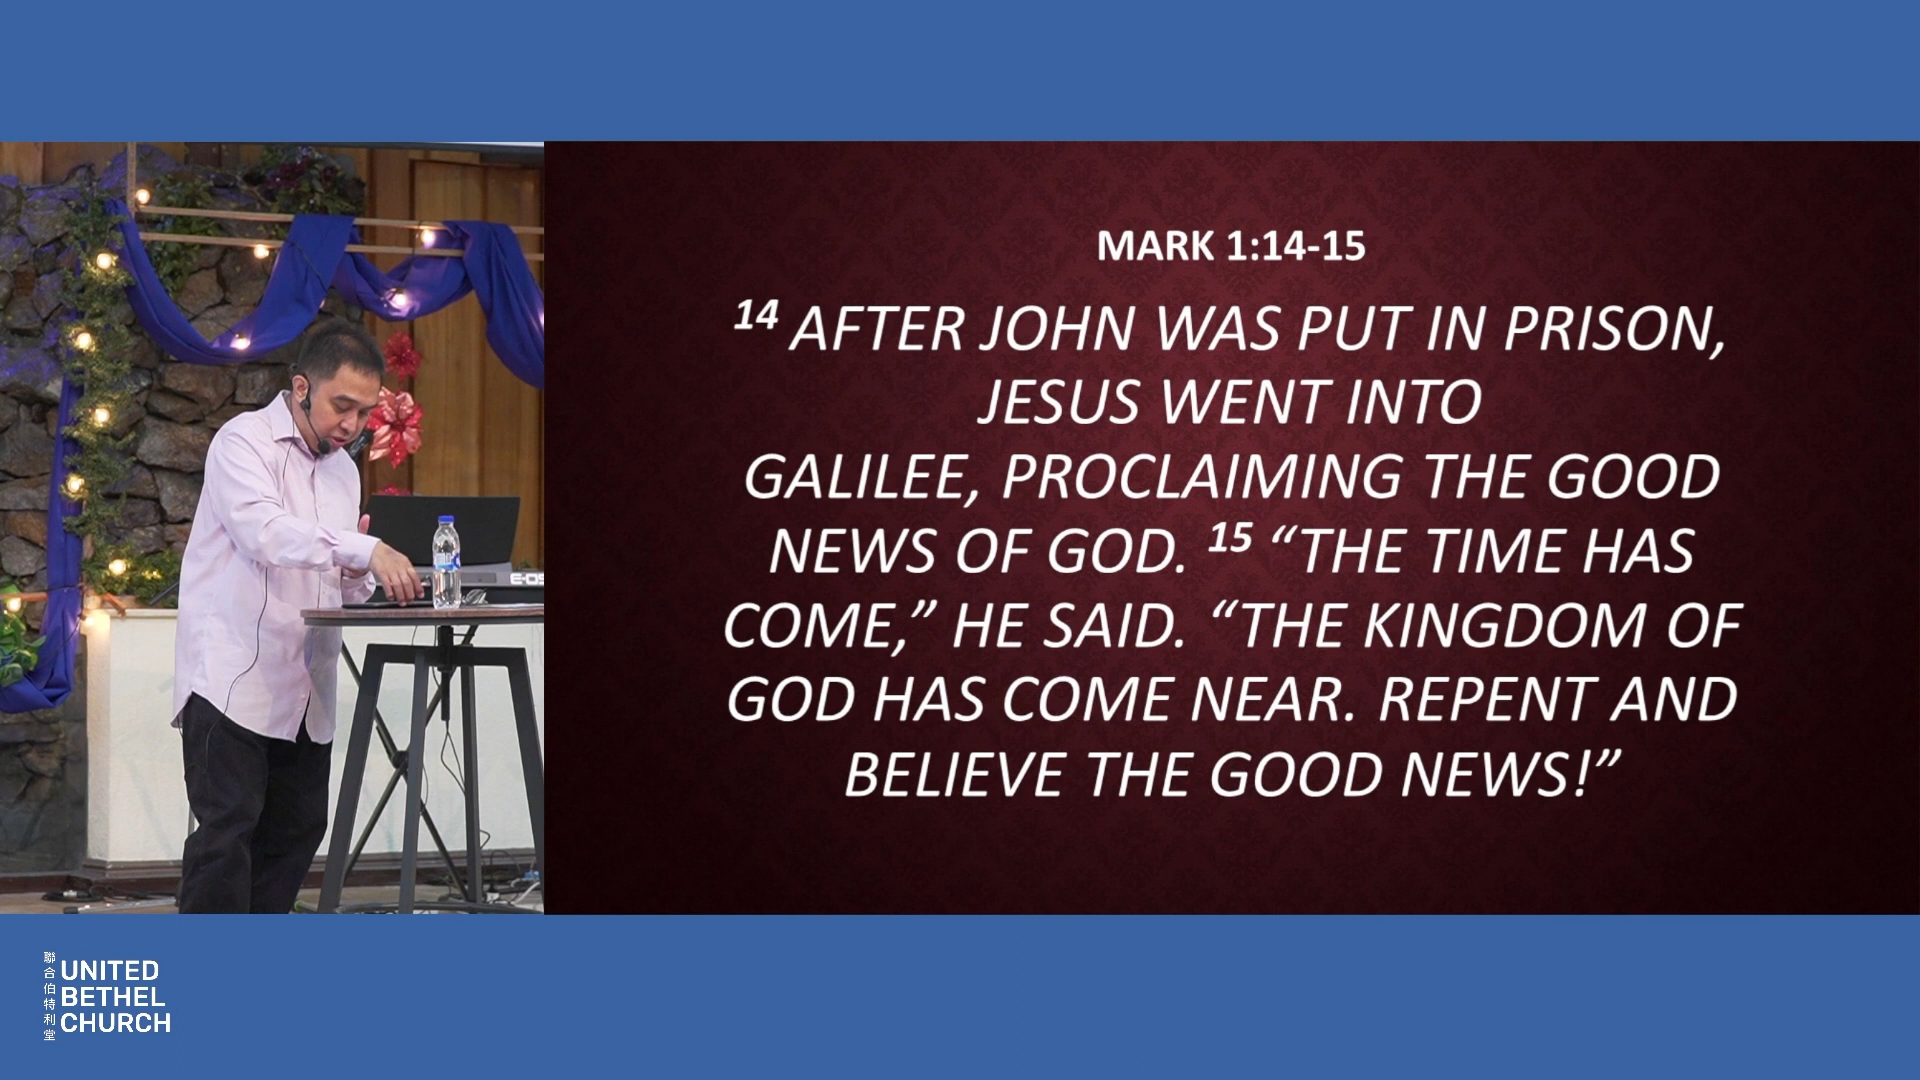 MARK 1:14-15
14 AFTER JOHN WAS PUT IN PRISON,
JESUS WENT INTO
GALILEE, PROCLAIMING THE GOOD
NEWS OF GOD. 15 “THE TIME HAS
COME,” HE SAID. “THE KINGDOM OF
GOD HAS COME NEAR. REPENT AND
BELIEVE THE GOOD NEWS!”
聯合伯特利堂
UNITED
BETHEL
CHURCH